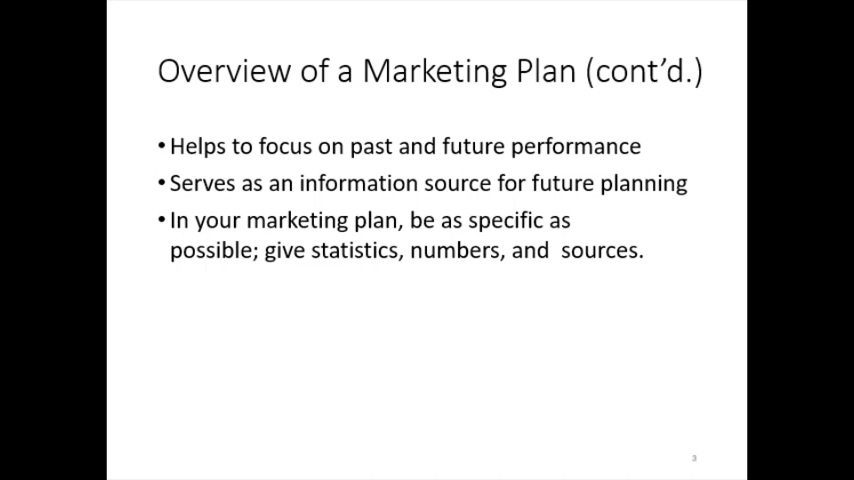 Overview of a Marketing Plan (cont’d.)
• Helps to focus on past and future performance
• Serves as an information source for future planning
• In your marketing plan, be as specific as
possible; give statistics, numbers, and  sources.
3